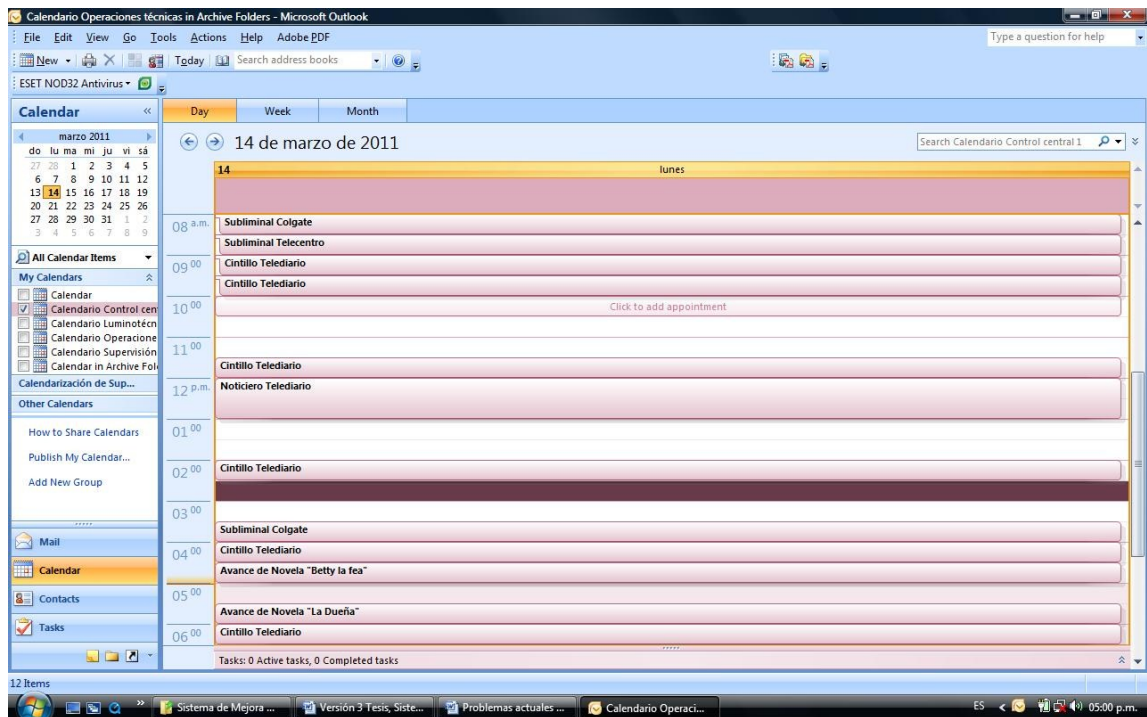 Calendario Operaciones técnicas in Archive Folders - Microsoft Outlook
File Edit View Go Tools Actions Help Adobe PDF
Type a question for help
New Today Search address books
ESET NOD32 Antivirus
Calendar «
Day Week Month
marzo 2011
do lu ma mi ju vi sá
27 28 1 2 3 4 5
6 7 8 9 10 11 12
13 14 15 16 17 18 19
20 21 22 23 24 25 26
27 28 29 30 31 1 2
3 4 5 6 7 8 9
All Calendar Items
My Calendars
Calendar
Calendario Control cen
Calendario Luminotécn
Calendario Operacione
Calendario Supervisión
Calendar in Archive Fol
Calendarización de Sup...
Other Calendars
How to Share Calendars
Publish My Calendar...
Add New Group
Mail
Calendar
Contacts
Tasks
14 de marzo de 2011
Search Calendario Control central 1
14 lunes
08 a.m. Subliminal Colgate
Subliminal Telecentro
09 00 Cintillo Telediario
Cintillo Telediario
10 00 Click to add appointment
11 00
Cintillo Telediario
12 p.m. Noticiero Telediario
01 00
02 00 Cintillo Telediario
03 00
Subliminal Colgate
04 00 Cintillo Telediario
Avance de Novela "Betty la fea"
05 00
Avance de Novela "La Dueña"
06 00 Cintillo Telediario
Tasks: 0 Active tasks, 0 Completed tasks
12 Items
Sistema de Mejora ... Versión 3 Tesis, Siste... Problemas actuales ... Calendario Operaci... ES 05:00 p.m.